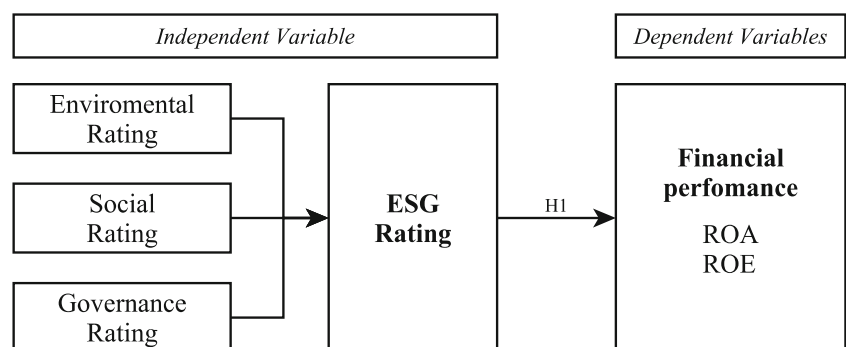 Independent Variable
Dependent Variables
Enviromental
Rating
Social
Rating
Governance
Rating
ESG
Rating
H1
Financial
perfomance
ROA
ROE